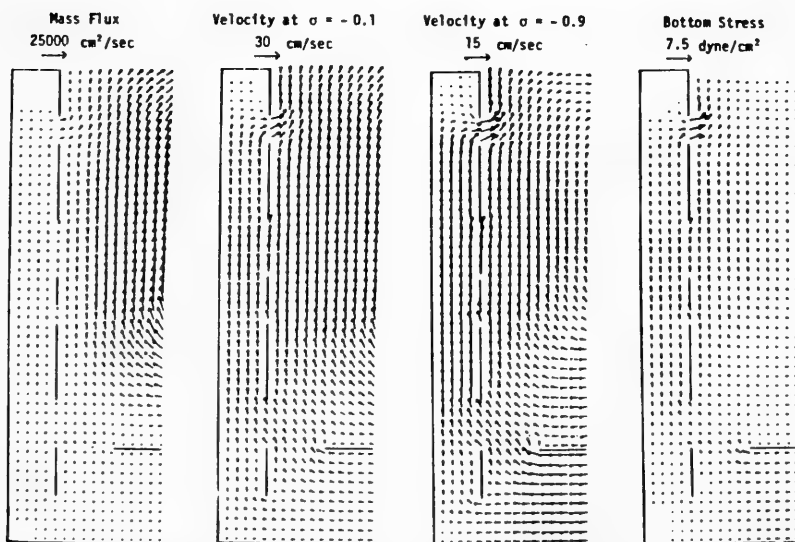 Mass Flux
25000 cm²/sec
Velocity at σ = -0.1
30 cm/sec
Velocity at σ = -0.9
15 cm/sec
Bottom Stress
7.5 dyne/cm²